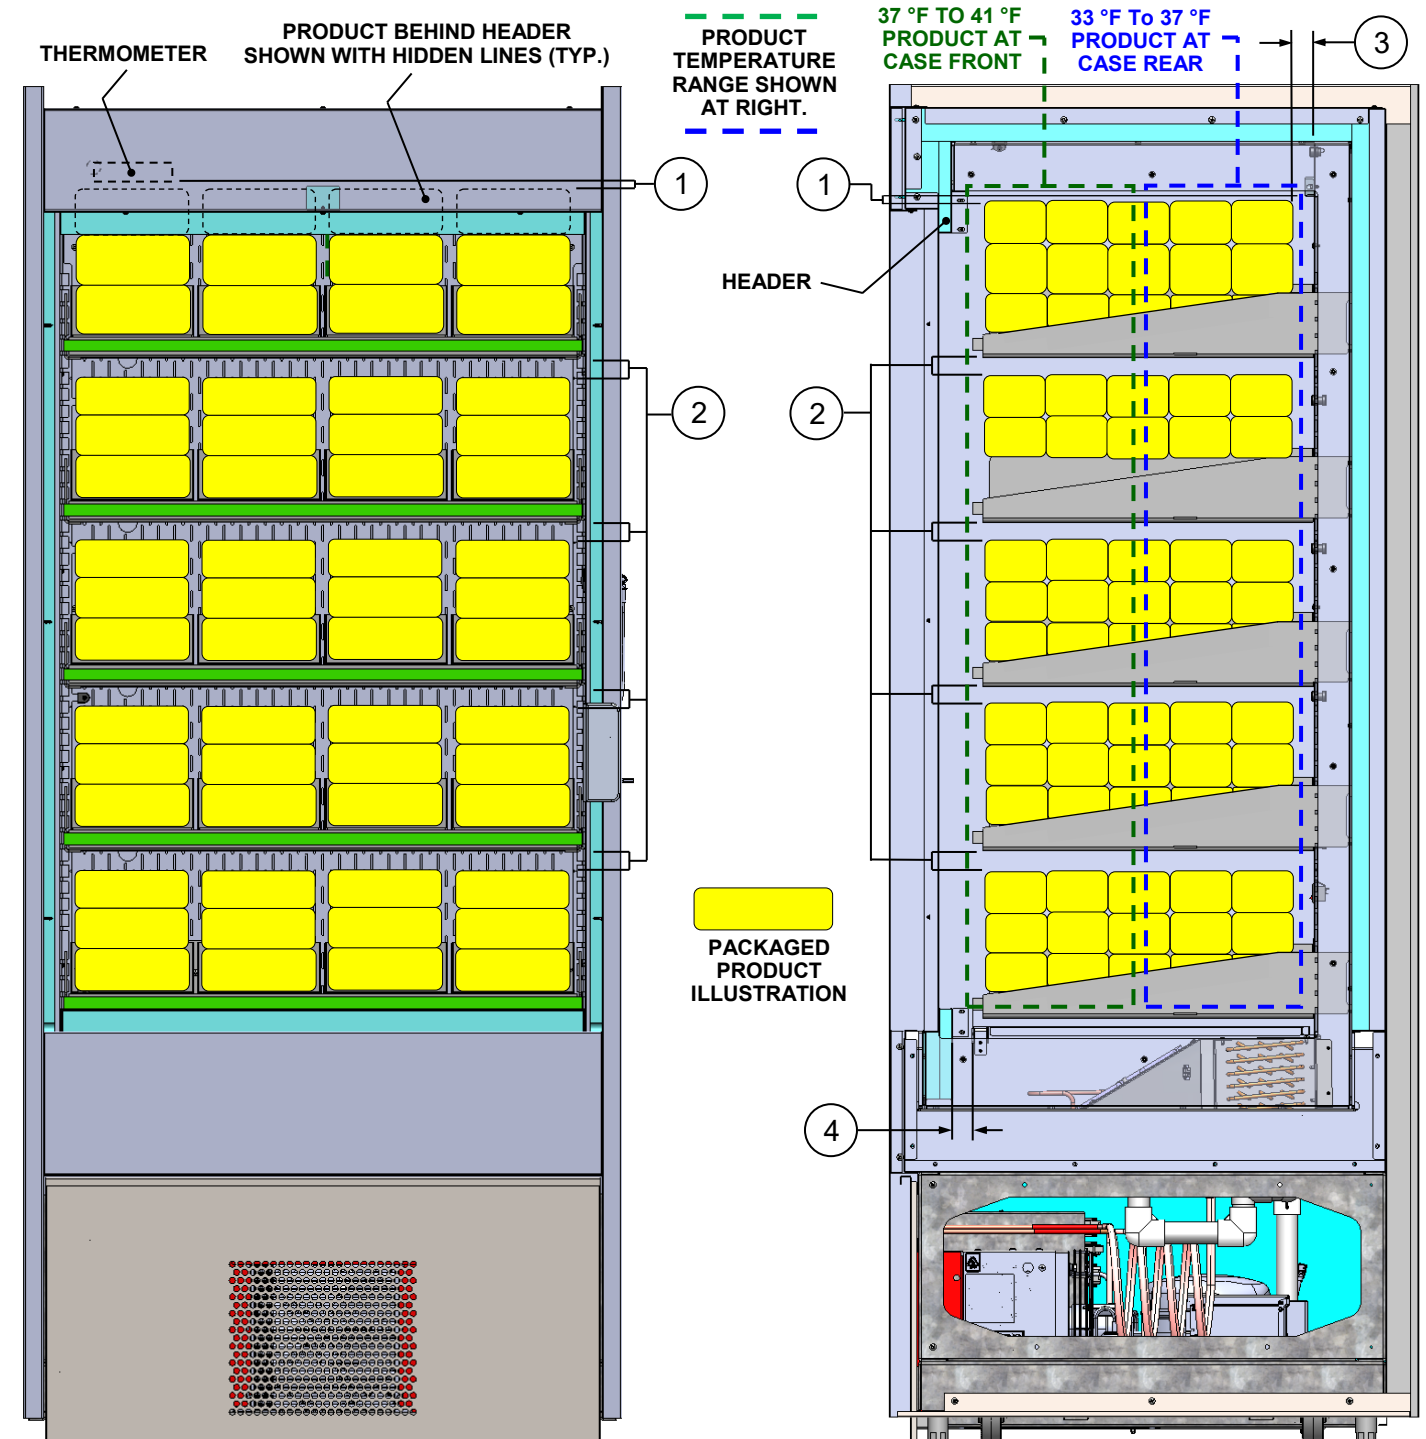 THERMOMETER
PRODUCT BEHIND HEADER
SHOWN WITH HIDDEN LINES (TYP.)
PRODUCT
TEMPERATURE
RANGE SHOWN
AT RIGHT.
37 °F TO 41 °F
PRODUCT AT
CASE FRONT
33 °F To 37 °F
PRODUCT AT
CASE REAR
3
1
1
HEADER
2
2
PACKAGED
PRODUCT
ILLUSTRATION
4